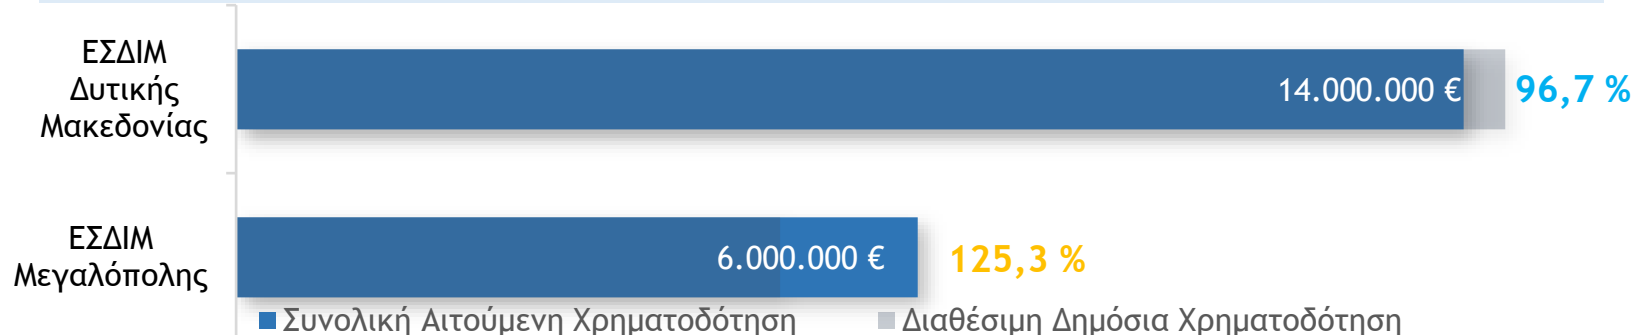 ΕΣΔΙΜ
Δυτικής
Μακεδονίας
14.000.000 €
96,7 %
ΕΣΔΙΜ
Μεγαλόπολης
6.000.000 €
125,3 %
Συνολική Αιτούμενη Χρηματοδότηση
Διαθέσιμη Δημόσια Χρηματοδότηση